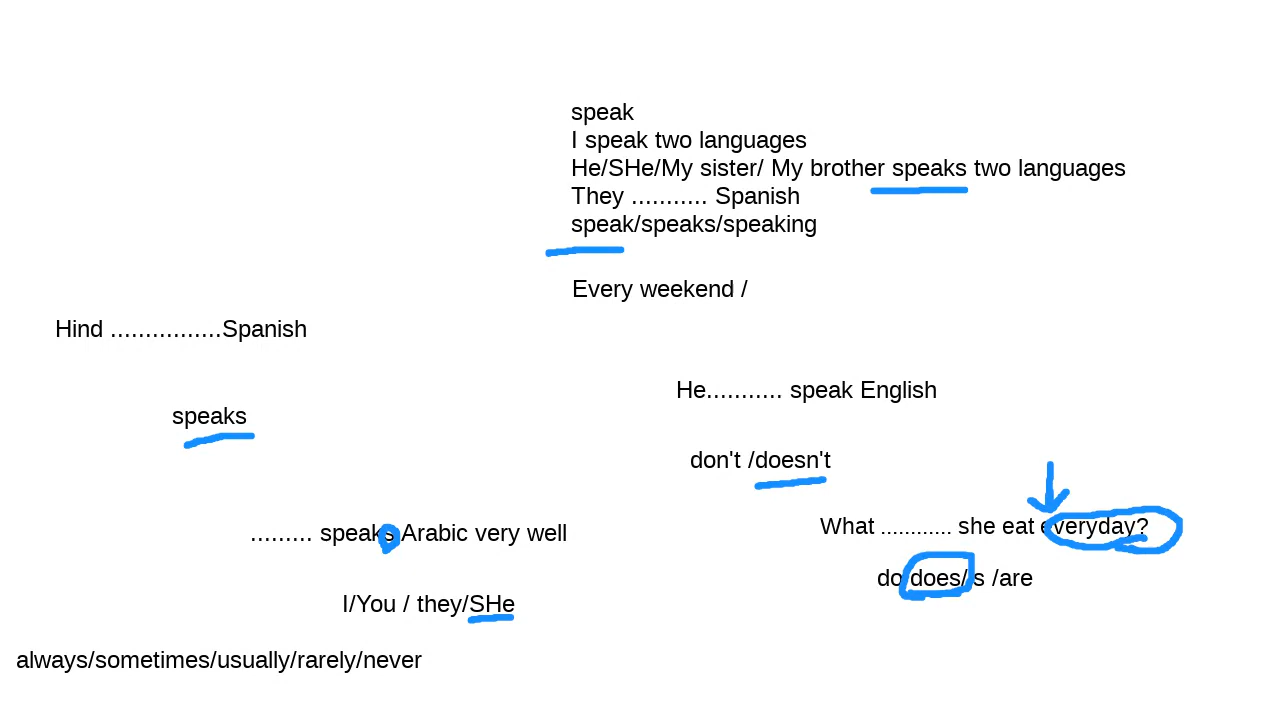 speak
I speak two languages
He/SHe/My sister/ My brother speaks two languages
They ........... Spanish
speak/speaks/speaking
Every weekend /
Hind ................Spanish
He........... speak English
speaks
don't /doesn't
......... speaks Arabic very well
What ............ she eat everyday?
do/does/is /are
I/You / they/SHe
always/sometimes/usually/rarely/never